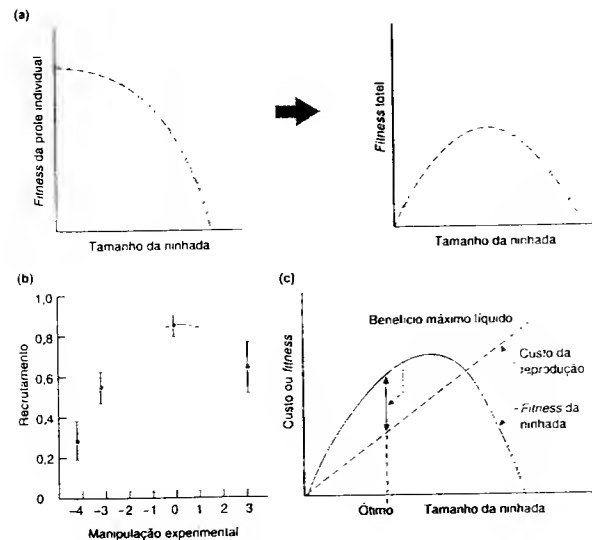 (a)
Fitness da prole individual
Tamanho da ninhada
Fitness total
Tamanho da ninhada
(b)
Recrutamento
1,0
0,8
0,6
0,4
0,2
0
-4
-3
-2
-1
0
1
2
3
Manipulação experimental
(c)
Custo ou fitness
Benefício máximo líquido
Custo da
reprodução
Fitness da
ninhada
Ótimo
Tamanho da ninhada